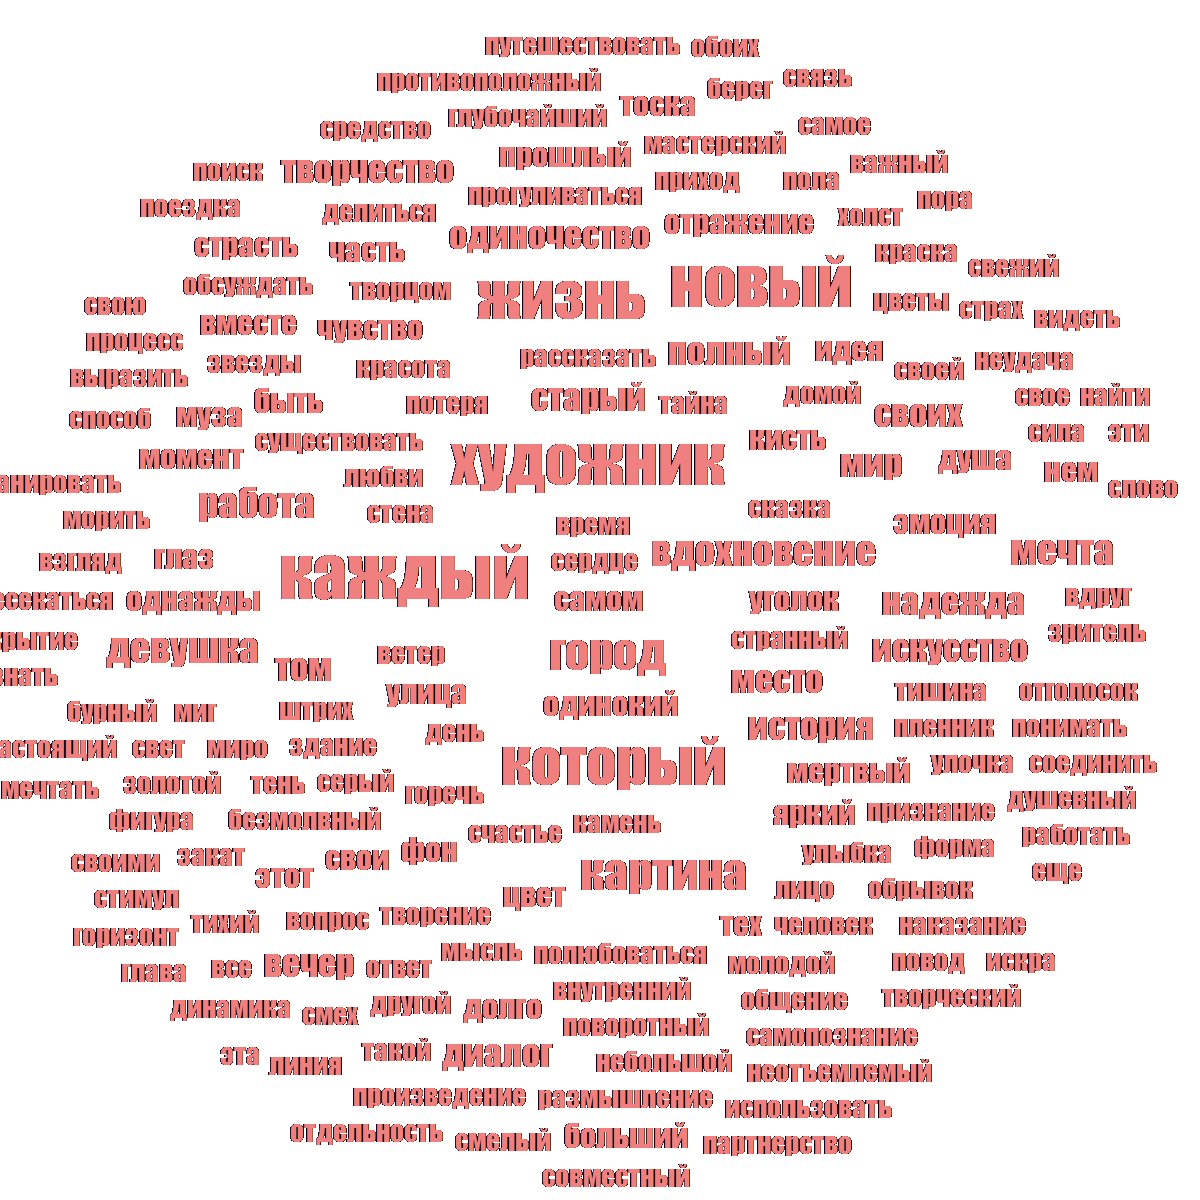 путешествовать обоих
противоположный берег связь
средство глубочайший тоска самое
поиск творчество прошлый мастерский важный
поездка делиться прогуливаться приход пола пора
страсть часть одиночество отражение холст краска свежий
свою обсуждать творцом жизнь новый цветы страх видеть
процесс вместе чувство
выразить звезды красота рассказать полный идея своей неудача
способ муза быть потеря старый тайна домой своих свое найти
момент существовать любви художник кисть мир душа сила эти
анировать работа стена сказка нем слово
морить время эмоция
взгляд глаз каждый сердце вдохновение мечта
есекаться однажды самом уголок надежда вдруг
крытие девушка ветер город странный искусство зритель
знать том улица место тишина отголосок
бурный миг штрих одинокий история пленник понимать
астоящий свет миро здание день который мертвый улочка соединить
мечтать золотой тень серый горечь яркий признание душевный
фигура безмолвный счастье камень улыбка форма работать
своими закат этот свои фон картина лицо обрывок еще
стимул цвет
горизонт тихий вопрос творение тех человек наказание
глава все вечер ответ мысль полюбоваться молодой повод искра
динамика смех другой долго внутренний общение творческий
поворотный самопознание
эта линия такой диалог небольшой неотъемлемый
произведение размышление использовать
отдельность смелый больший партнерство
совместный